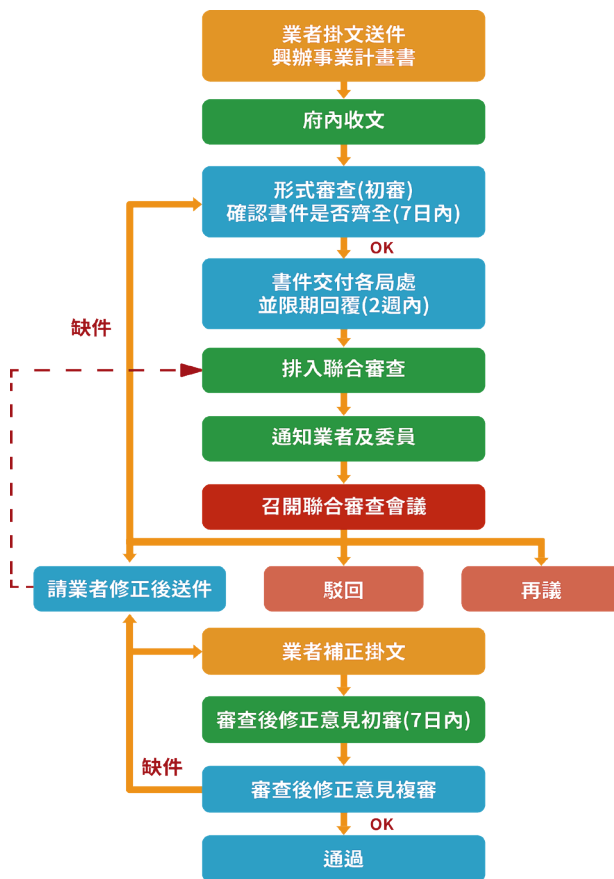 業者掛文送件
興辦事業計畫書
府內收文
形式審查(初審)
確認書件是否齊全(7日內)
OK
書件交付各局處
並限期回覆(2週內)
缺件
排入聯合審查
通知業者及委員
召開聯合審查會議
請業者修正後送件
駁回
再議
業者補正掛文
審查後修正意見初審(7日內)
缺件
審查後修正意見複審
OK
通過